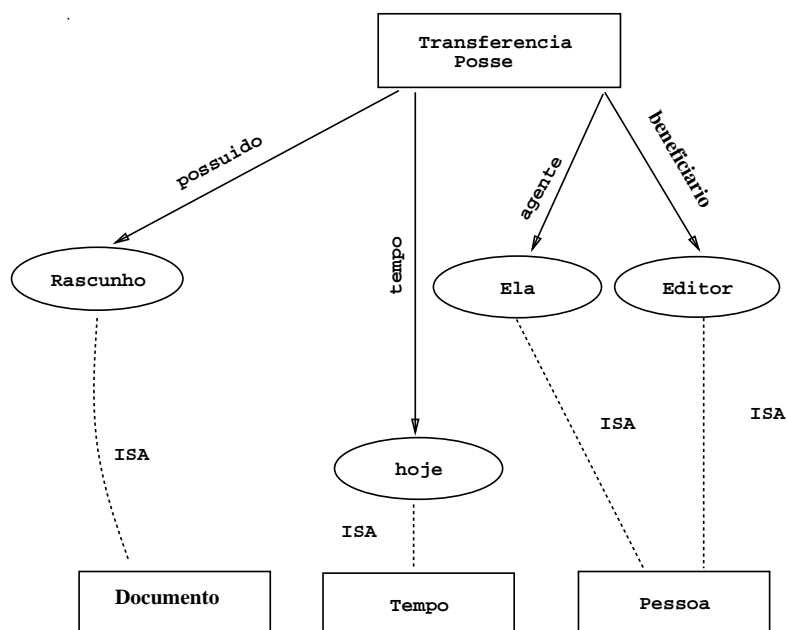 Transferencia
Posse
possuido
tempo
agente
beneficiario
Rascunho
Ela
Editor
hoje
ISA
ISA
ISA
ISA
Documento
Tempo
Pessoa